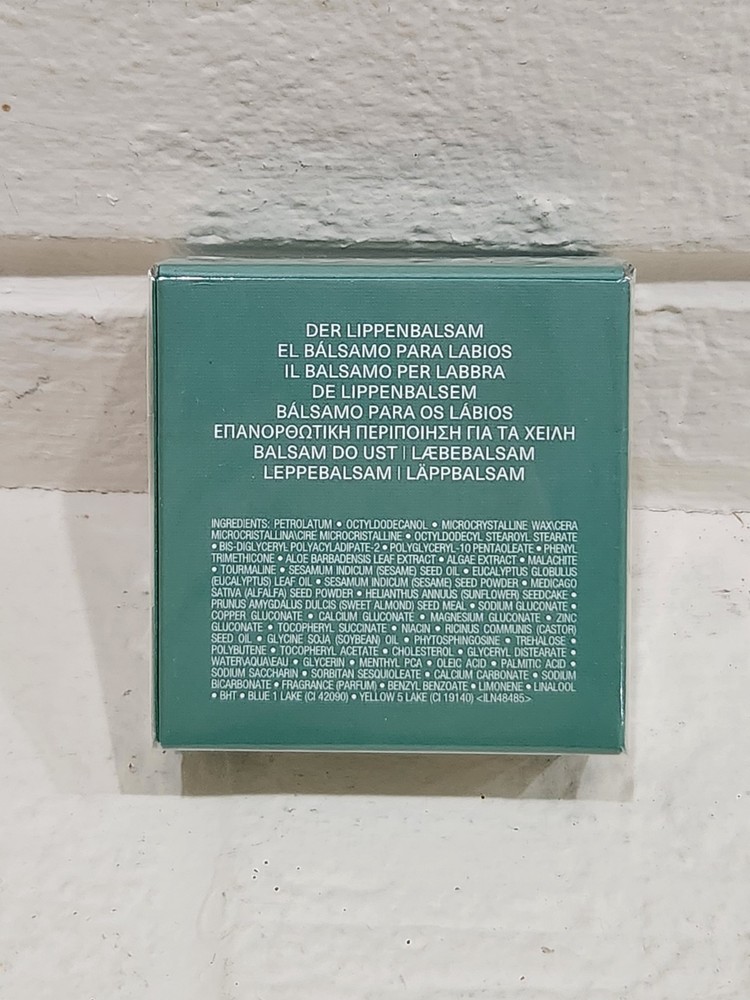 DER LIPPENBALSAM
EL BÁLSAMO PARA LABIOS
IL BALSAMO PER LABBRA
DE LIPPENBALSEM
BÁLSAMO PARA OS LÁBIOS
ΕΠΑΝΟΡΘΩΤΙΚΗ ΠΕΡΙΠΟΙΗΣΗ ΓΙΑ ΤΑ ΧΕΙΛΗ
BALSAM DO UST | LÆBEBALSAM
LEPPEBALSAM | LÄPPBALSAM
INGREDIENTS: PETROLATUM • OCTYLDODECANOL • MICROCRYSTALLINE WAX\CERA
MICROCRISTALLINA\CIRE MICROCRISTALLINE • OCTYLDODECYL STEAROYL STEARATE
• BIS-DIGLYCERYL POLYACYLADIPATE-2 • POLYGLYCERYL-10 PENTAOLEATE • PHENYL
TRIMETHICONE • ALOE BARBADENSIS LEAF EXTRACT • ALGAE EXTRACT • MALACHITE
• TOURMALINE • SESAMUM INDICUM (SESAME) SEED OIL • EUCALYPTUS GLOBULUS
(EUCALYPTUS) LEAF OIL • SESAMUM INDICUM (SESAME) SEED POWDER • MEDICAGO
SATIVA (ALFALFA) SEED POWDER • HELIANTHUS ANNUUS (SUNFLOWER) SEEDCAKE •
PRUNUS AMYGDALUS DULCIS (SWEET ALMOND) SEED MEAL • SODIUM GLUCONATE •
COPPER GLUCONATE • CALCIUM GLUCONATE • MAGNESIUM GLUCONATE • ZINC
GLUCONATE • TOCOPHERYL SUCCINATE • NIACIN • RICINUS COMMUNIS (CASTOR)
SEED OIL • GLYCINE SOJA (SOYBEAN) OIL • PHYTOSPHINGOSINE • TREHALOSE •
POLYBUTENE • TOCOPHERYL ACETATE • CHOLESTEROL • GLYCERYL DISTEARATE •
WATER\AQUA\EAU • GLYCERIN • MENTHYL PCA • OLEIC ACID • PALMITIC ACID •
SODIUM SACCHARIN • SORBITAN SESQUIOLEATE • CALCIUM CARBONATE • SODIUM
BICARBONATE • FRAGRANCE (PARFUM) • BENZYL BENZOATE • LIMONENE • LINALOOL
• BHT • BLUE 1 LAKE (CI 42090) • YELLOW 5 LAKE (CI 19140) <ILN48485>